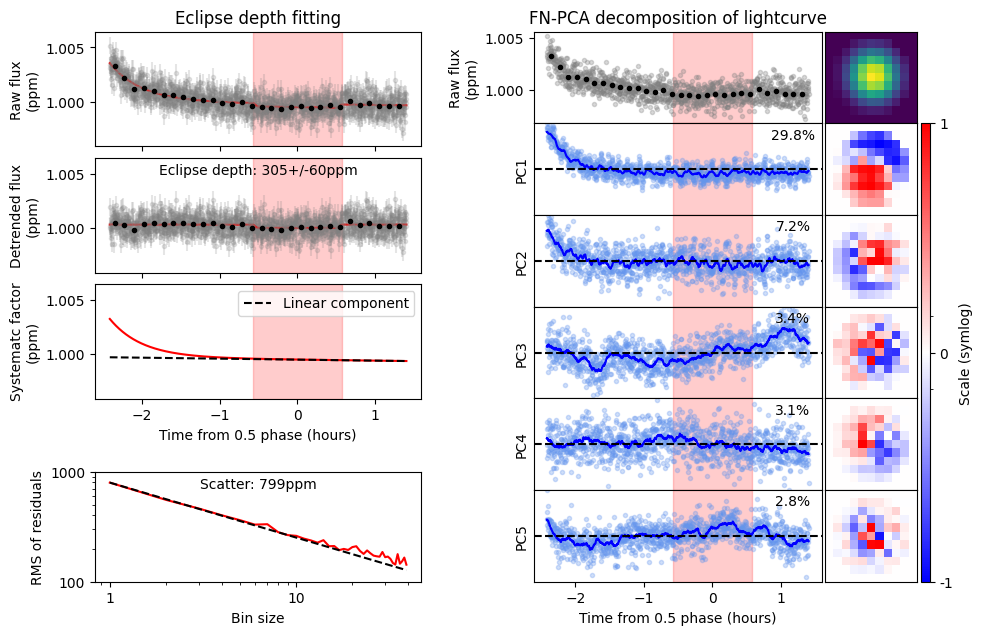 Eclipse depth fitting
Raw flux
(ppm)
1.005
1.000
Detrended flux
(ppm)
1.005
1.000
Eclipse depth: 305+/-60ppm
Systematc factor
(ppm)
1.005
1.000
Linear component
−2
−1
0
1
Time from 0.5 phase (hours)
RMS of residuals
1000
100
Scatter: 799ppm
1
10
Bin size
FN-PCA decomposition of lightcurve
Raw flux
(ppm)
1.005
1.000
PC1
29.8%
PC2
7.2%
PC3
3.4%
PC4
3.1%
PC5
2.8%
−2
−1
0
1
Time from 0.5 phase (hours)
1
0
-1
Scale (symlog)